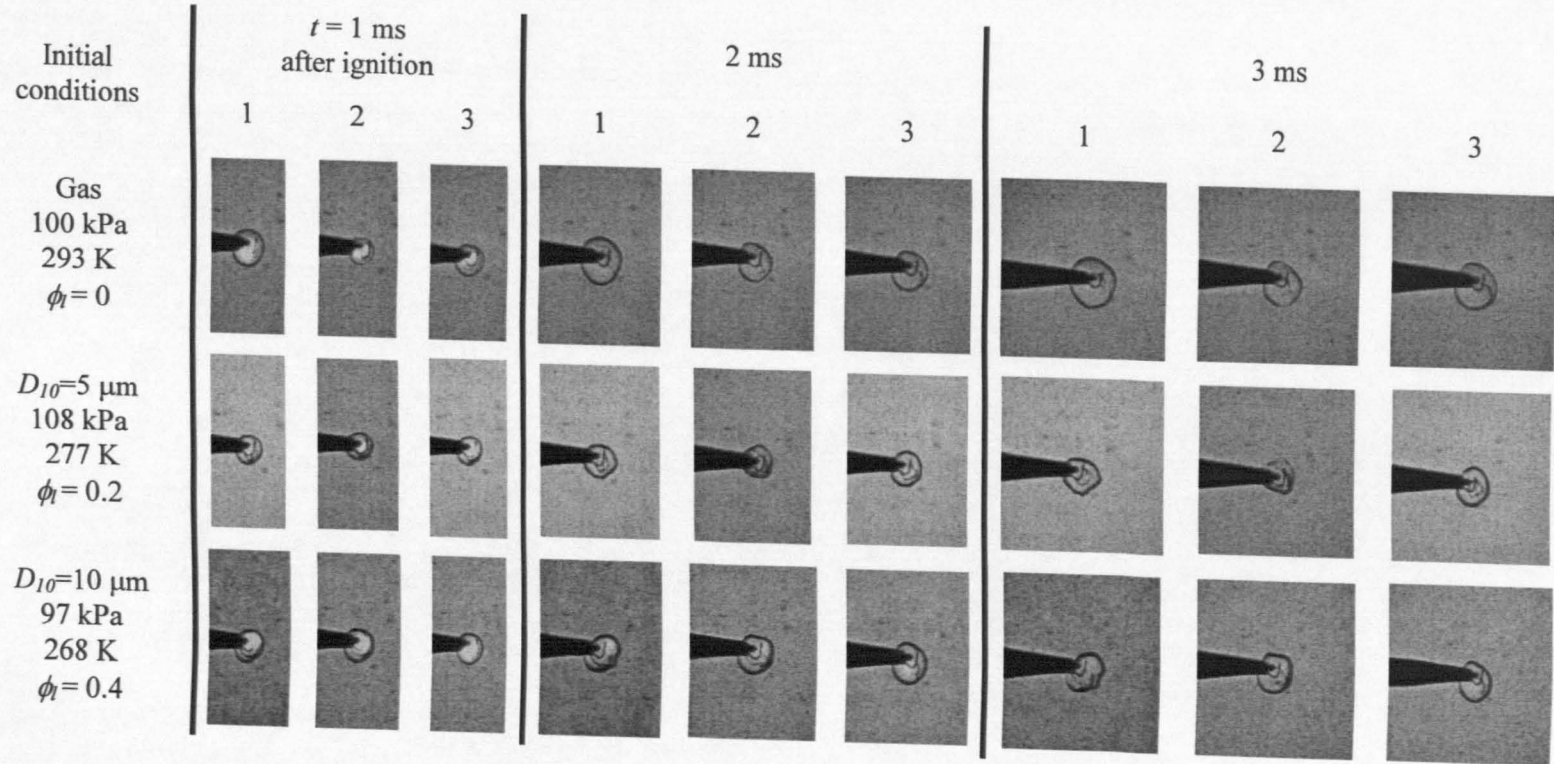 Initial
conditions
t = 1 ms
after ignition
2 ms
3 ms
1 2 3 1 2 3 1 2 3
Gas
100 kPa
293 K
ϕl = 0
D10=5 µm
108 kPa
277 K
ϕl = 0.2
D10=10 µm
97 kPa
268 K
ϕl = 0.4